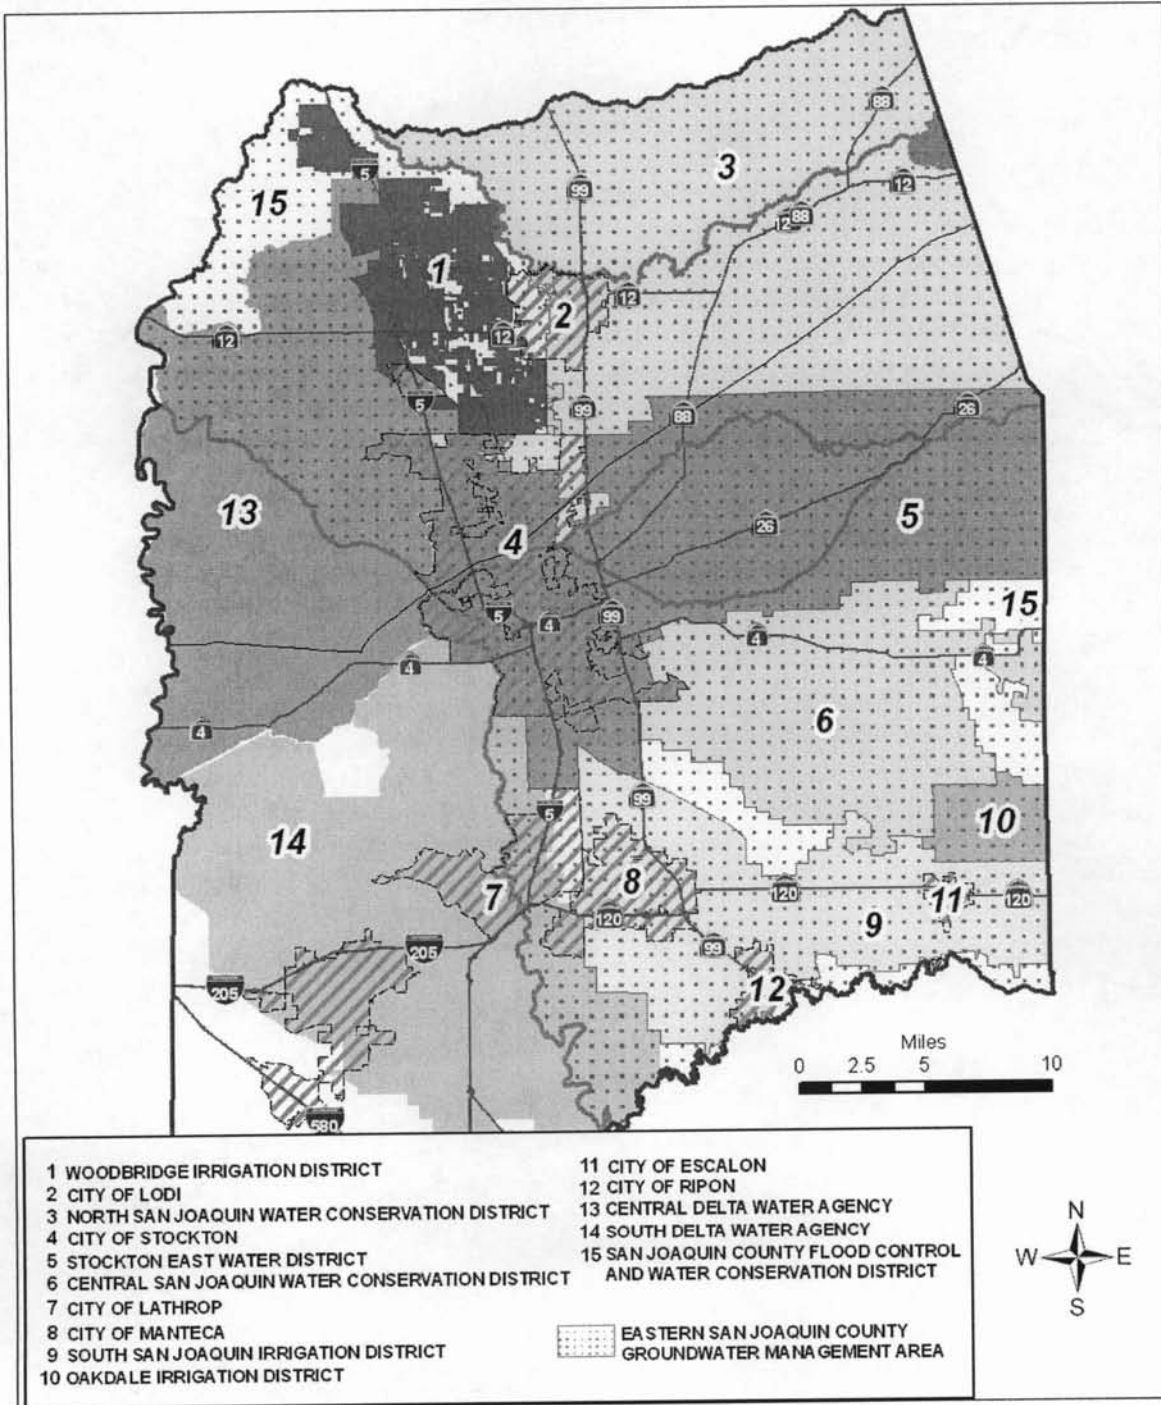 88
3
99
12
5
15
12 88
1
2
12
12
12
5
99
88
26
13
5
26
4
15
5
4
99
4
4
4
6
4
99
5
10
14
8
7
120
11
120
120
9
205
99
12
205
Miles
0 2.5 5 10
580
1 WOODBRIDGE IRRIGATION DISTRICT
2 CITY OF LODI
3 NORTH SAN JOAQUIN WATER CONSERVATION DISTRICT
4 CITY OF STOCKTON
5 STOCKTON EAST WATER DISTRICT
6 CENTRAL SAN JOAQUIN WATER CONSERVATION DISTRICT
7 CITY OF LATHROP
8 CITY OF MANTECA
9 SOUTH SAN JOAQUIN IRRIGATION DISTRICT
10 OAKDALE IRRIGATION DISTRICT
11 CITY OF ESCALON
12 CITY OF RIPON
13 CENTRAL DELTA WATER AGENCY
14 SOUTH DELTA WATER AGENCY
15 SAN JOAQUIN COUNTY FLOOD CONTROL
AND WATER CONSERVATION DISTRICT
EASTERN SAN JOAQUIN COUNTY
GROUNDWATER MANAGEMENT AREA
N
W E
S